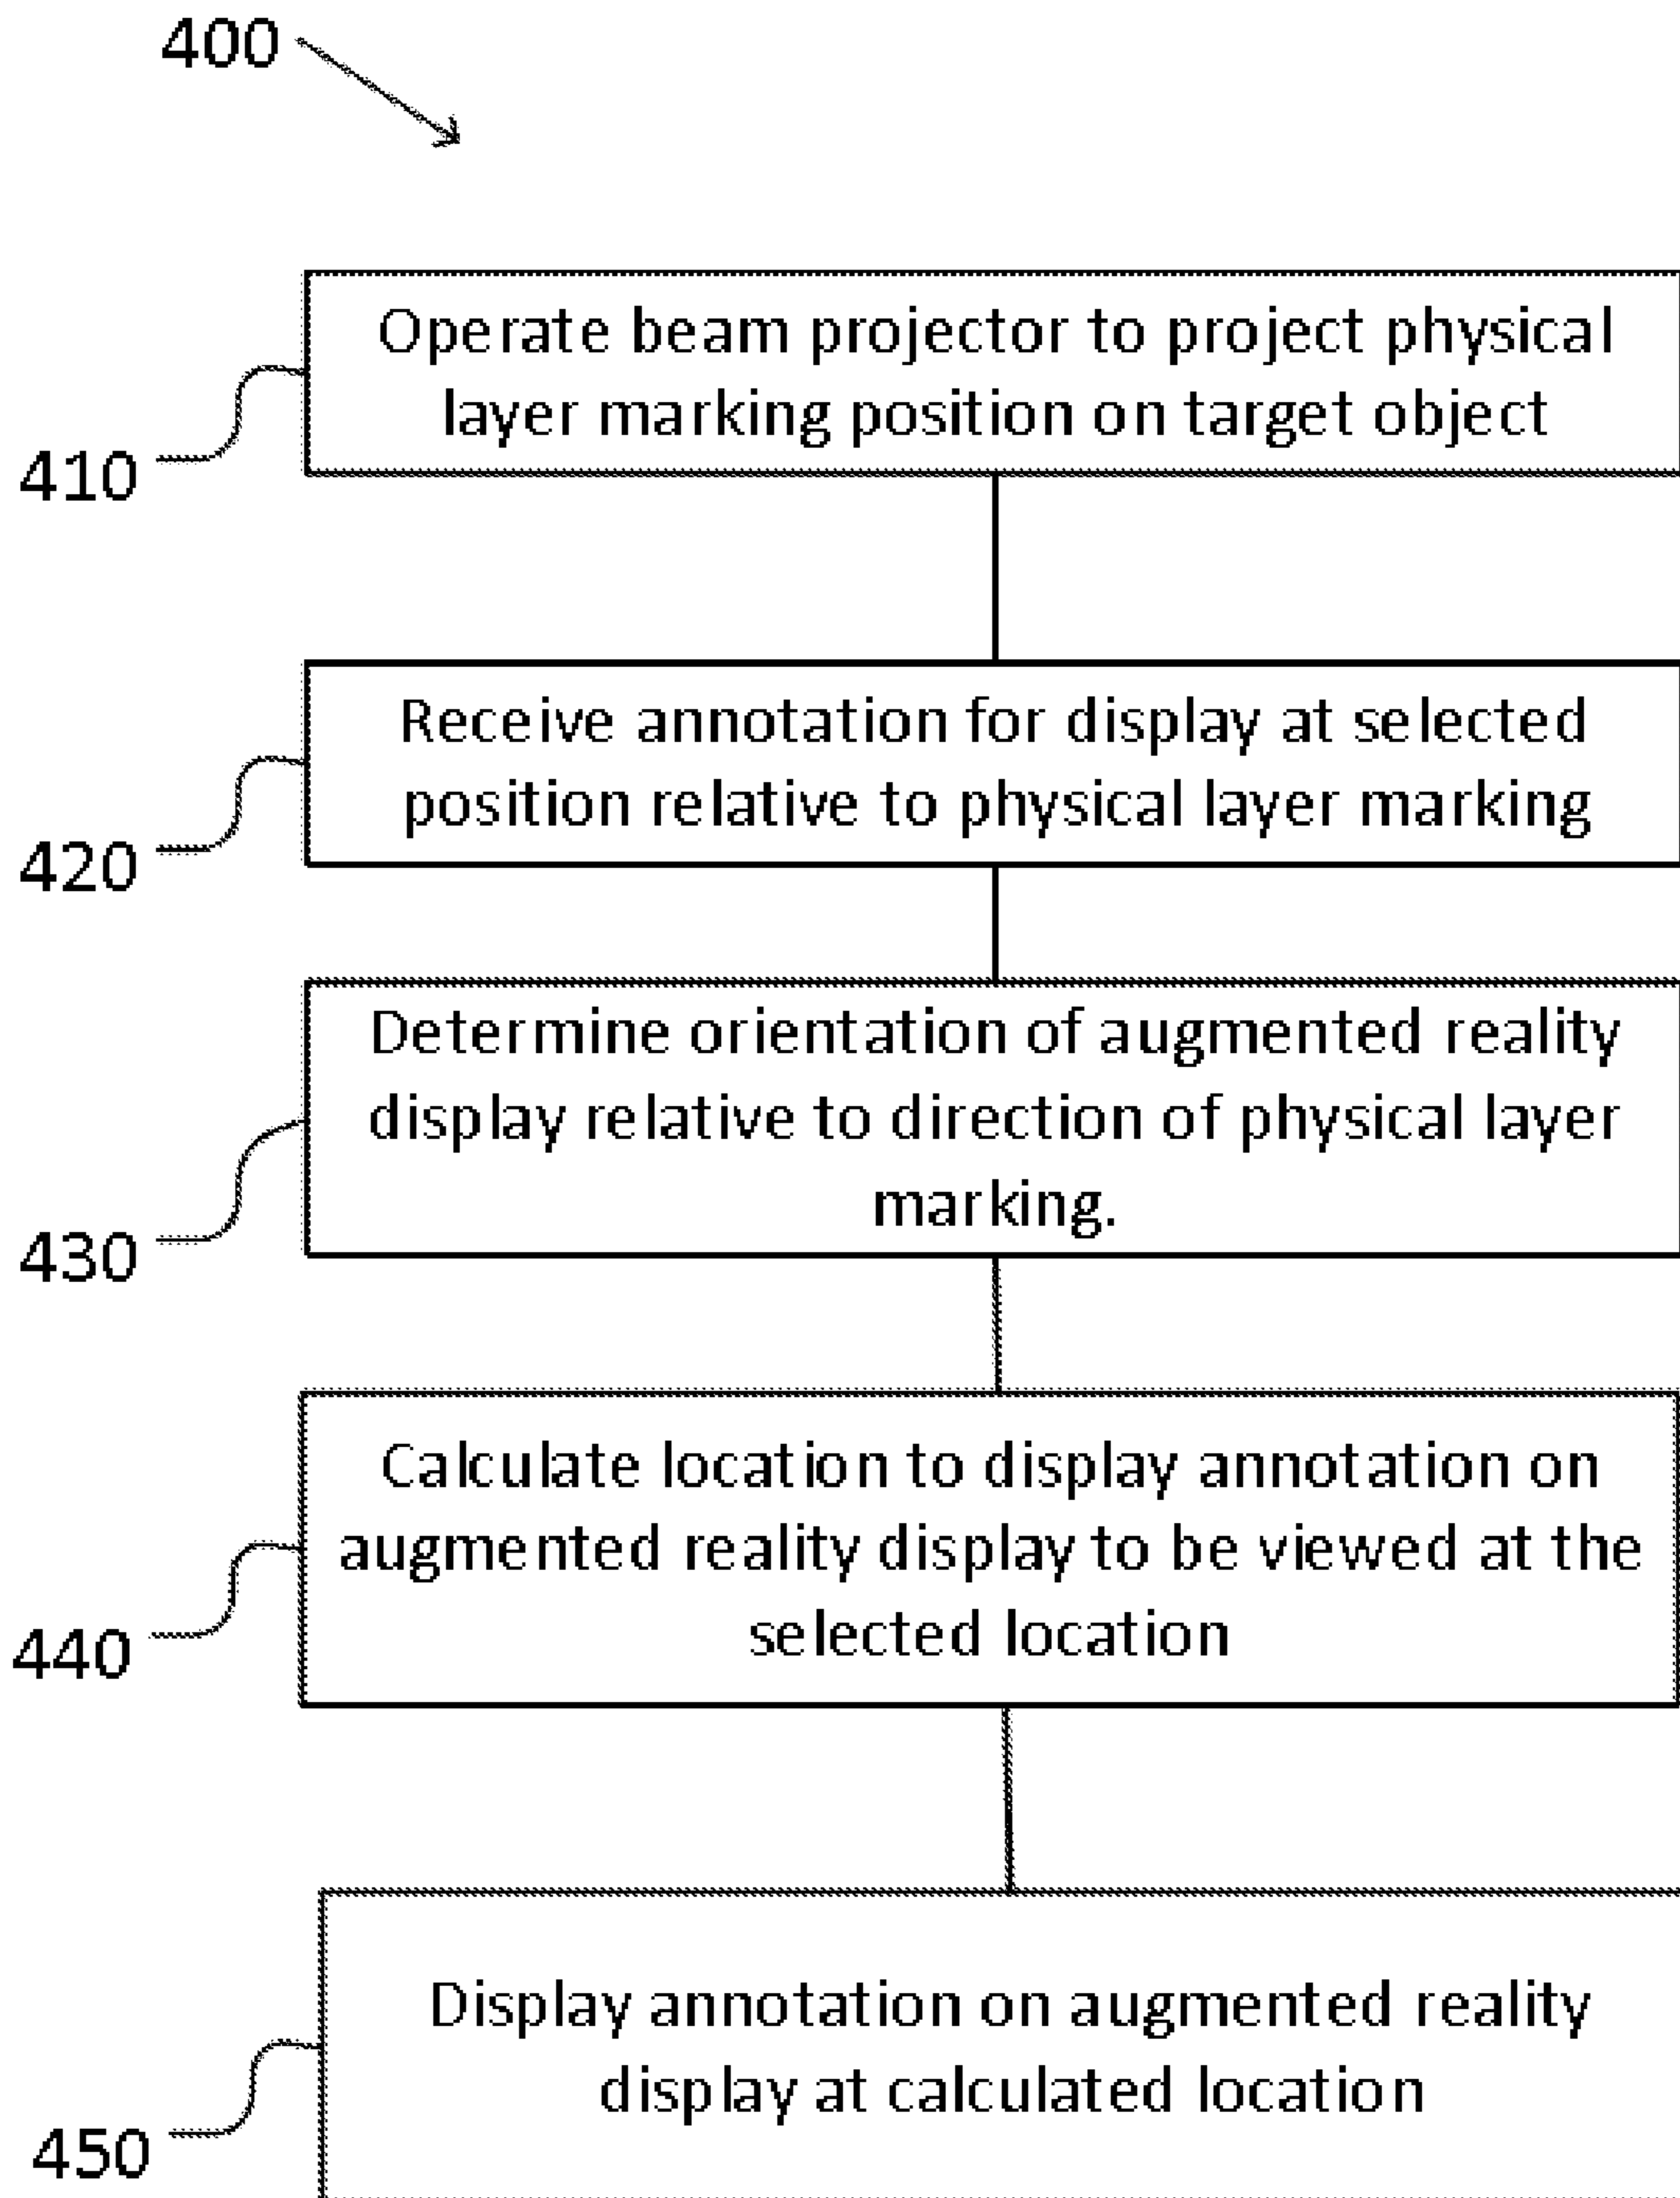 400
Operate beam projector to project physical
layer marking position on target object
410
Receive annotation for display at selected
position relative to physical layer marking
420
Determine orientation of augmented reality
display relative to direction of physical layer
marking.
430
Calculate location to display annotation on
augmented reality display to be viewed at the
selected location
440
Display annotation on augmented reality
display at calculated location
450